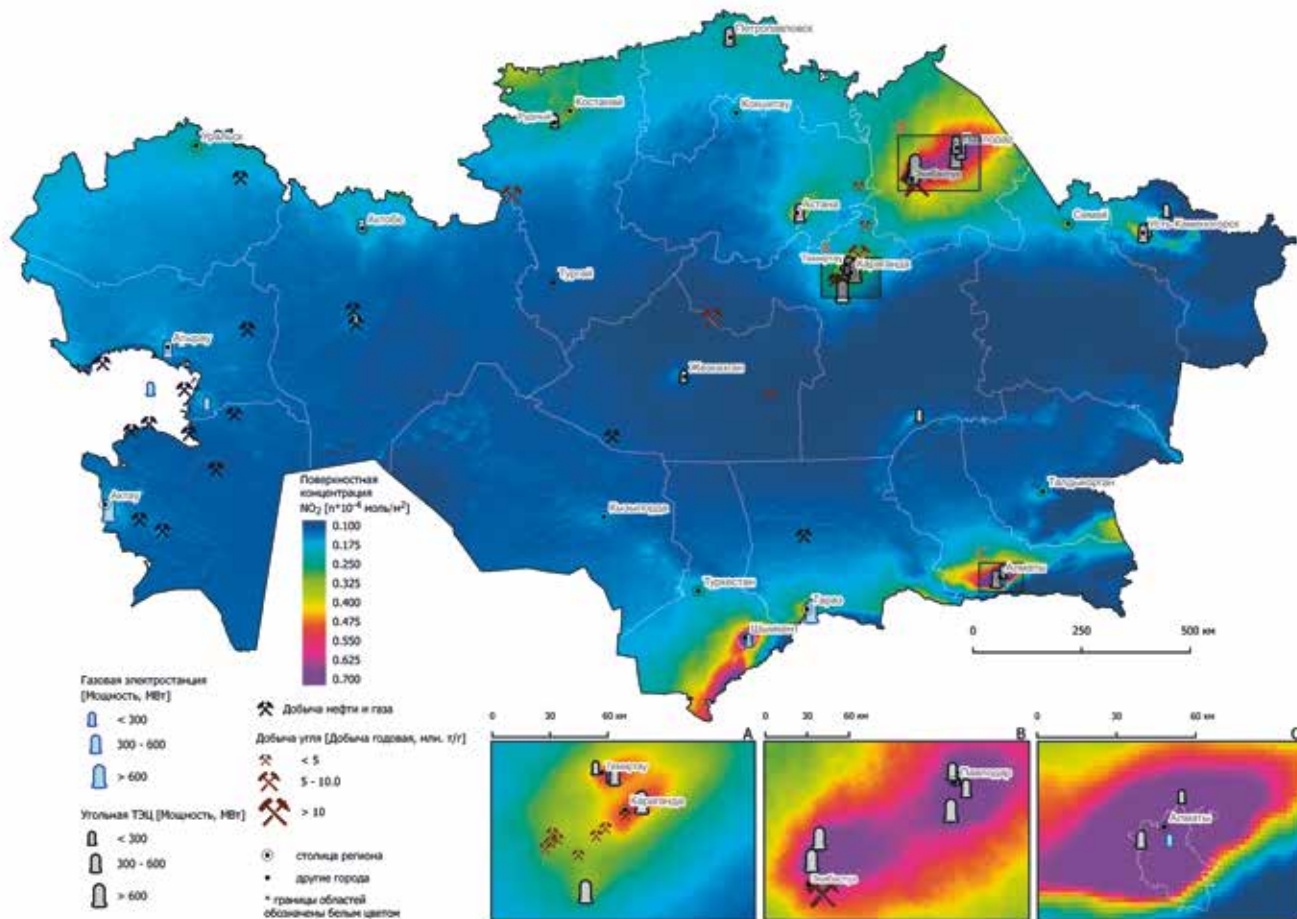 Петропавловск
Костанай
Рудный
Кокшетау
Уральск
Павлодар
Экибастуз
Астана
Семей
Усть-Каменогорск
Актобе
Темиртау
Караганда
Тургай
Атырау
Жезказган
Талдыкорган
Актау
Кызылорда
Алматы
Туркестан
Тараз
Шымкент
Поверхностная
концентрация
NO₂ [n*10⁻⁶ моль/м²]
0.100
0.175
0.250
0.325
0.400
0.475
0.550
0.625
0.700
0 250 500 км
Газовая электростанция
[Мощность, МВт]
< 300
300 - 600
> 600
Угольная ТЭЦ [Мощность, МВт]
< 300
300 - 600
> 600
Добыча нефти и газа
Добыча угля [Добыча годовая, млн. т/г]
< 5
5 - 10.0
> 10
столица региона
другие города
* границы областей
обозначены белым цветом
0 30 60 км
A
Темиртау
Караганда
0 30 60 км
B
Павлодар
Экибастуз
0 30 60 км
C
Алматы